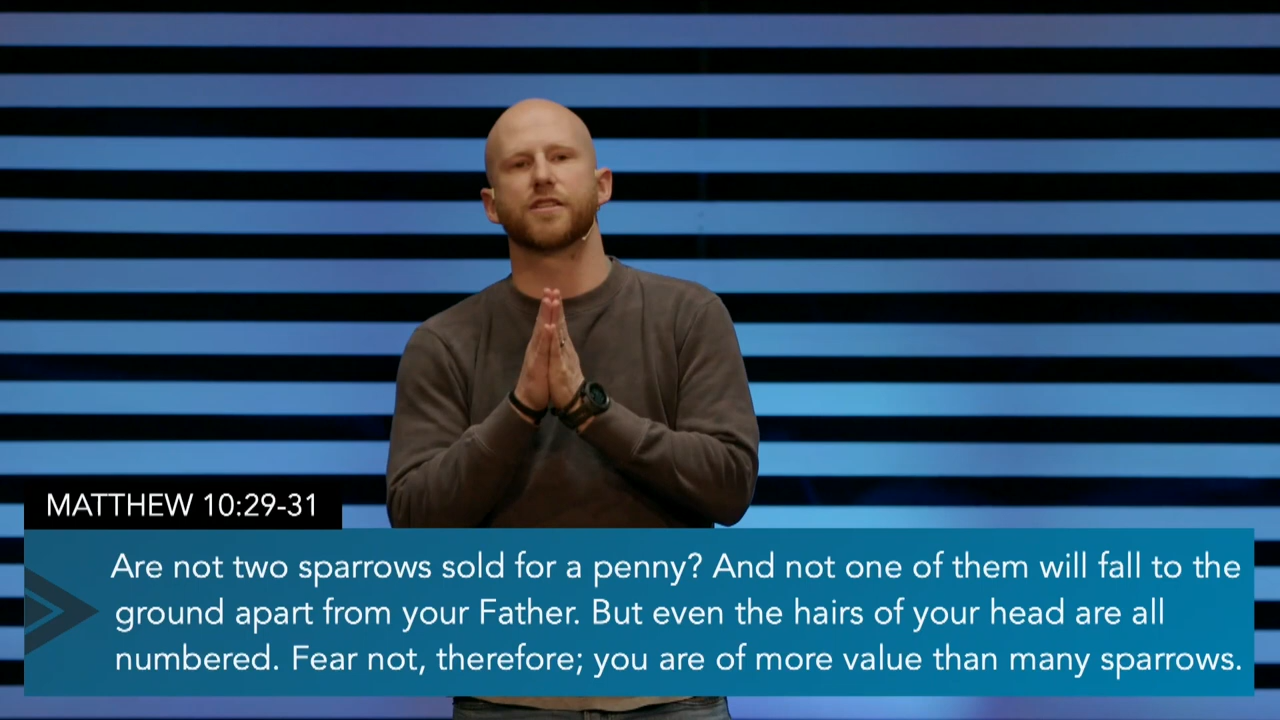 MATTHEW 10:29-31
Are not two sparrows sold for a penny? And not one of them will fall to the
ground apart from your Father. But even the hairs of your head are all
numbered. Fear not, therefore; you are of more value than many sparrows.